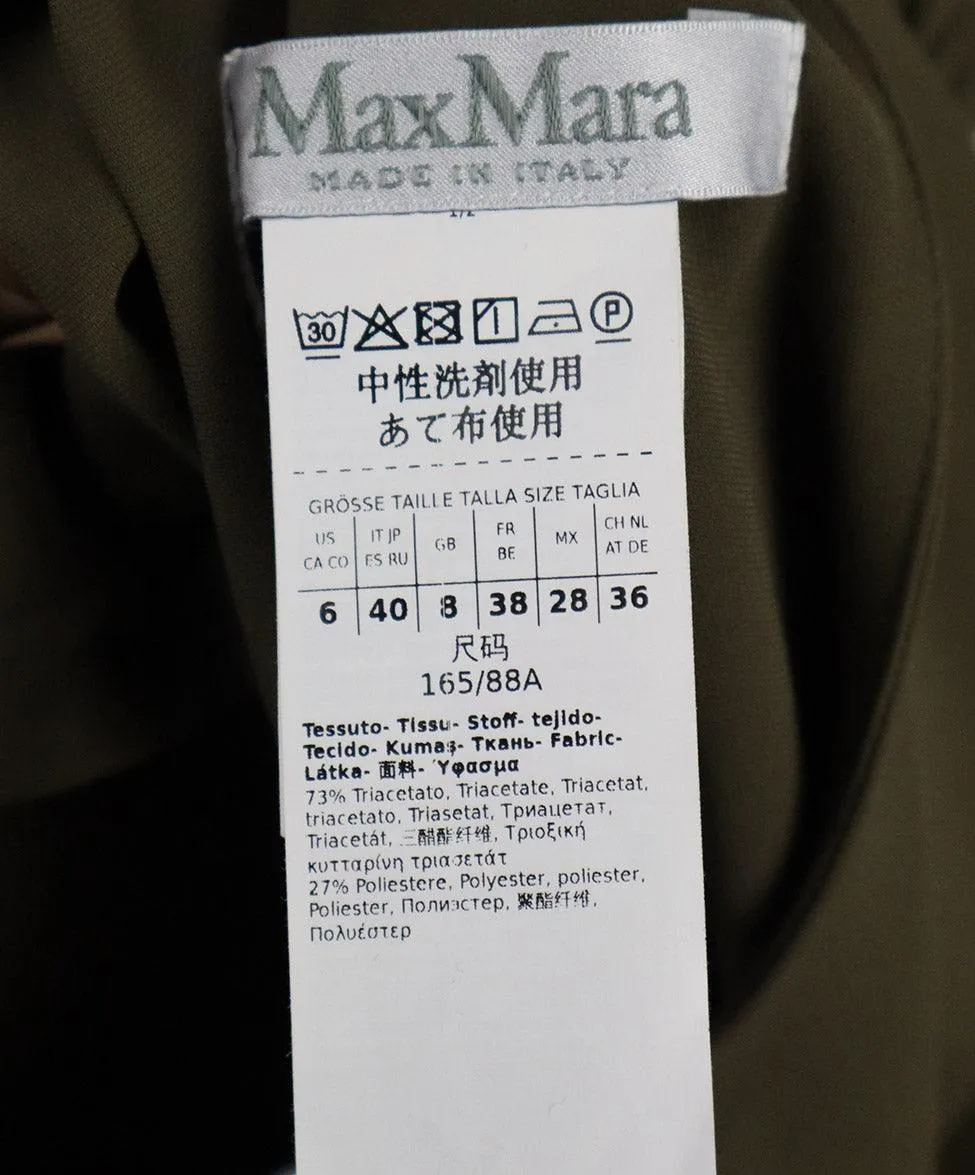 MaxMara
MADE IN ITALY
1/2
30 P
中性洗剤使用
あて布使用
GRÖSSE TAILLE TALLA SIZE TAGLIA
US IT JP GB FR MX CH NL
CA CO ES RU BE AT DE
6 40 8 38 28 36
尺码
165/88A
Tessuto- Tissu- Stoff- tejido-
Tecido- Kumaş- Ткань- Fabric-
Látka- 面料- Ύφασμα
73% Triacetato, Triacetate, Triacetat,
triacetato, Triasetat, Триацетат,
Triacetát, 三醋酯纤维, Τριοξική
κυτταρίνη τριασετάτ
27% Poliestere, Polyester, poliester,
Poliester, Полиэстер, 聚酯纤维,
Πολυέστερ